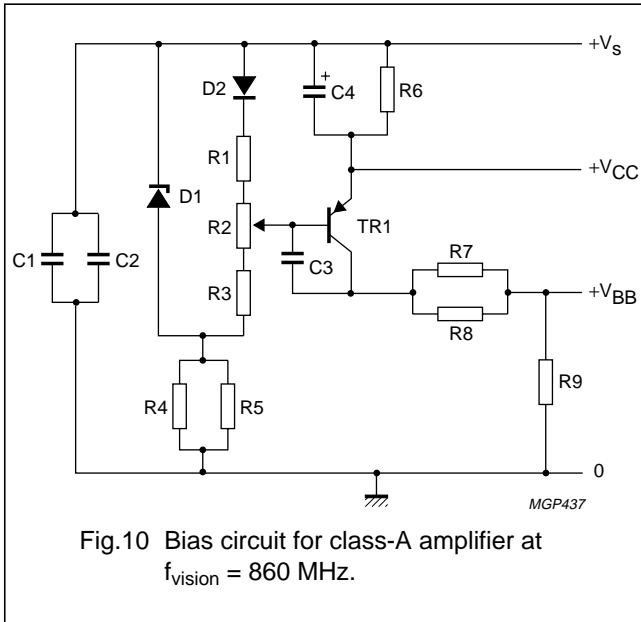 +Vs
D2
C4
R6
R1
+VCC
D1
R2
TR1
C1
C2
C3
R7
R3
+VBB
R8
R4
R5
R9
0
MGP437
Fig.10 Bias circuit for class-A amplifier at
fvision = 860 MHz.